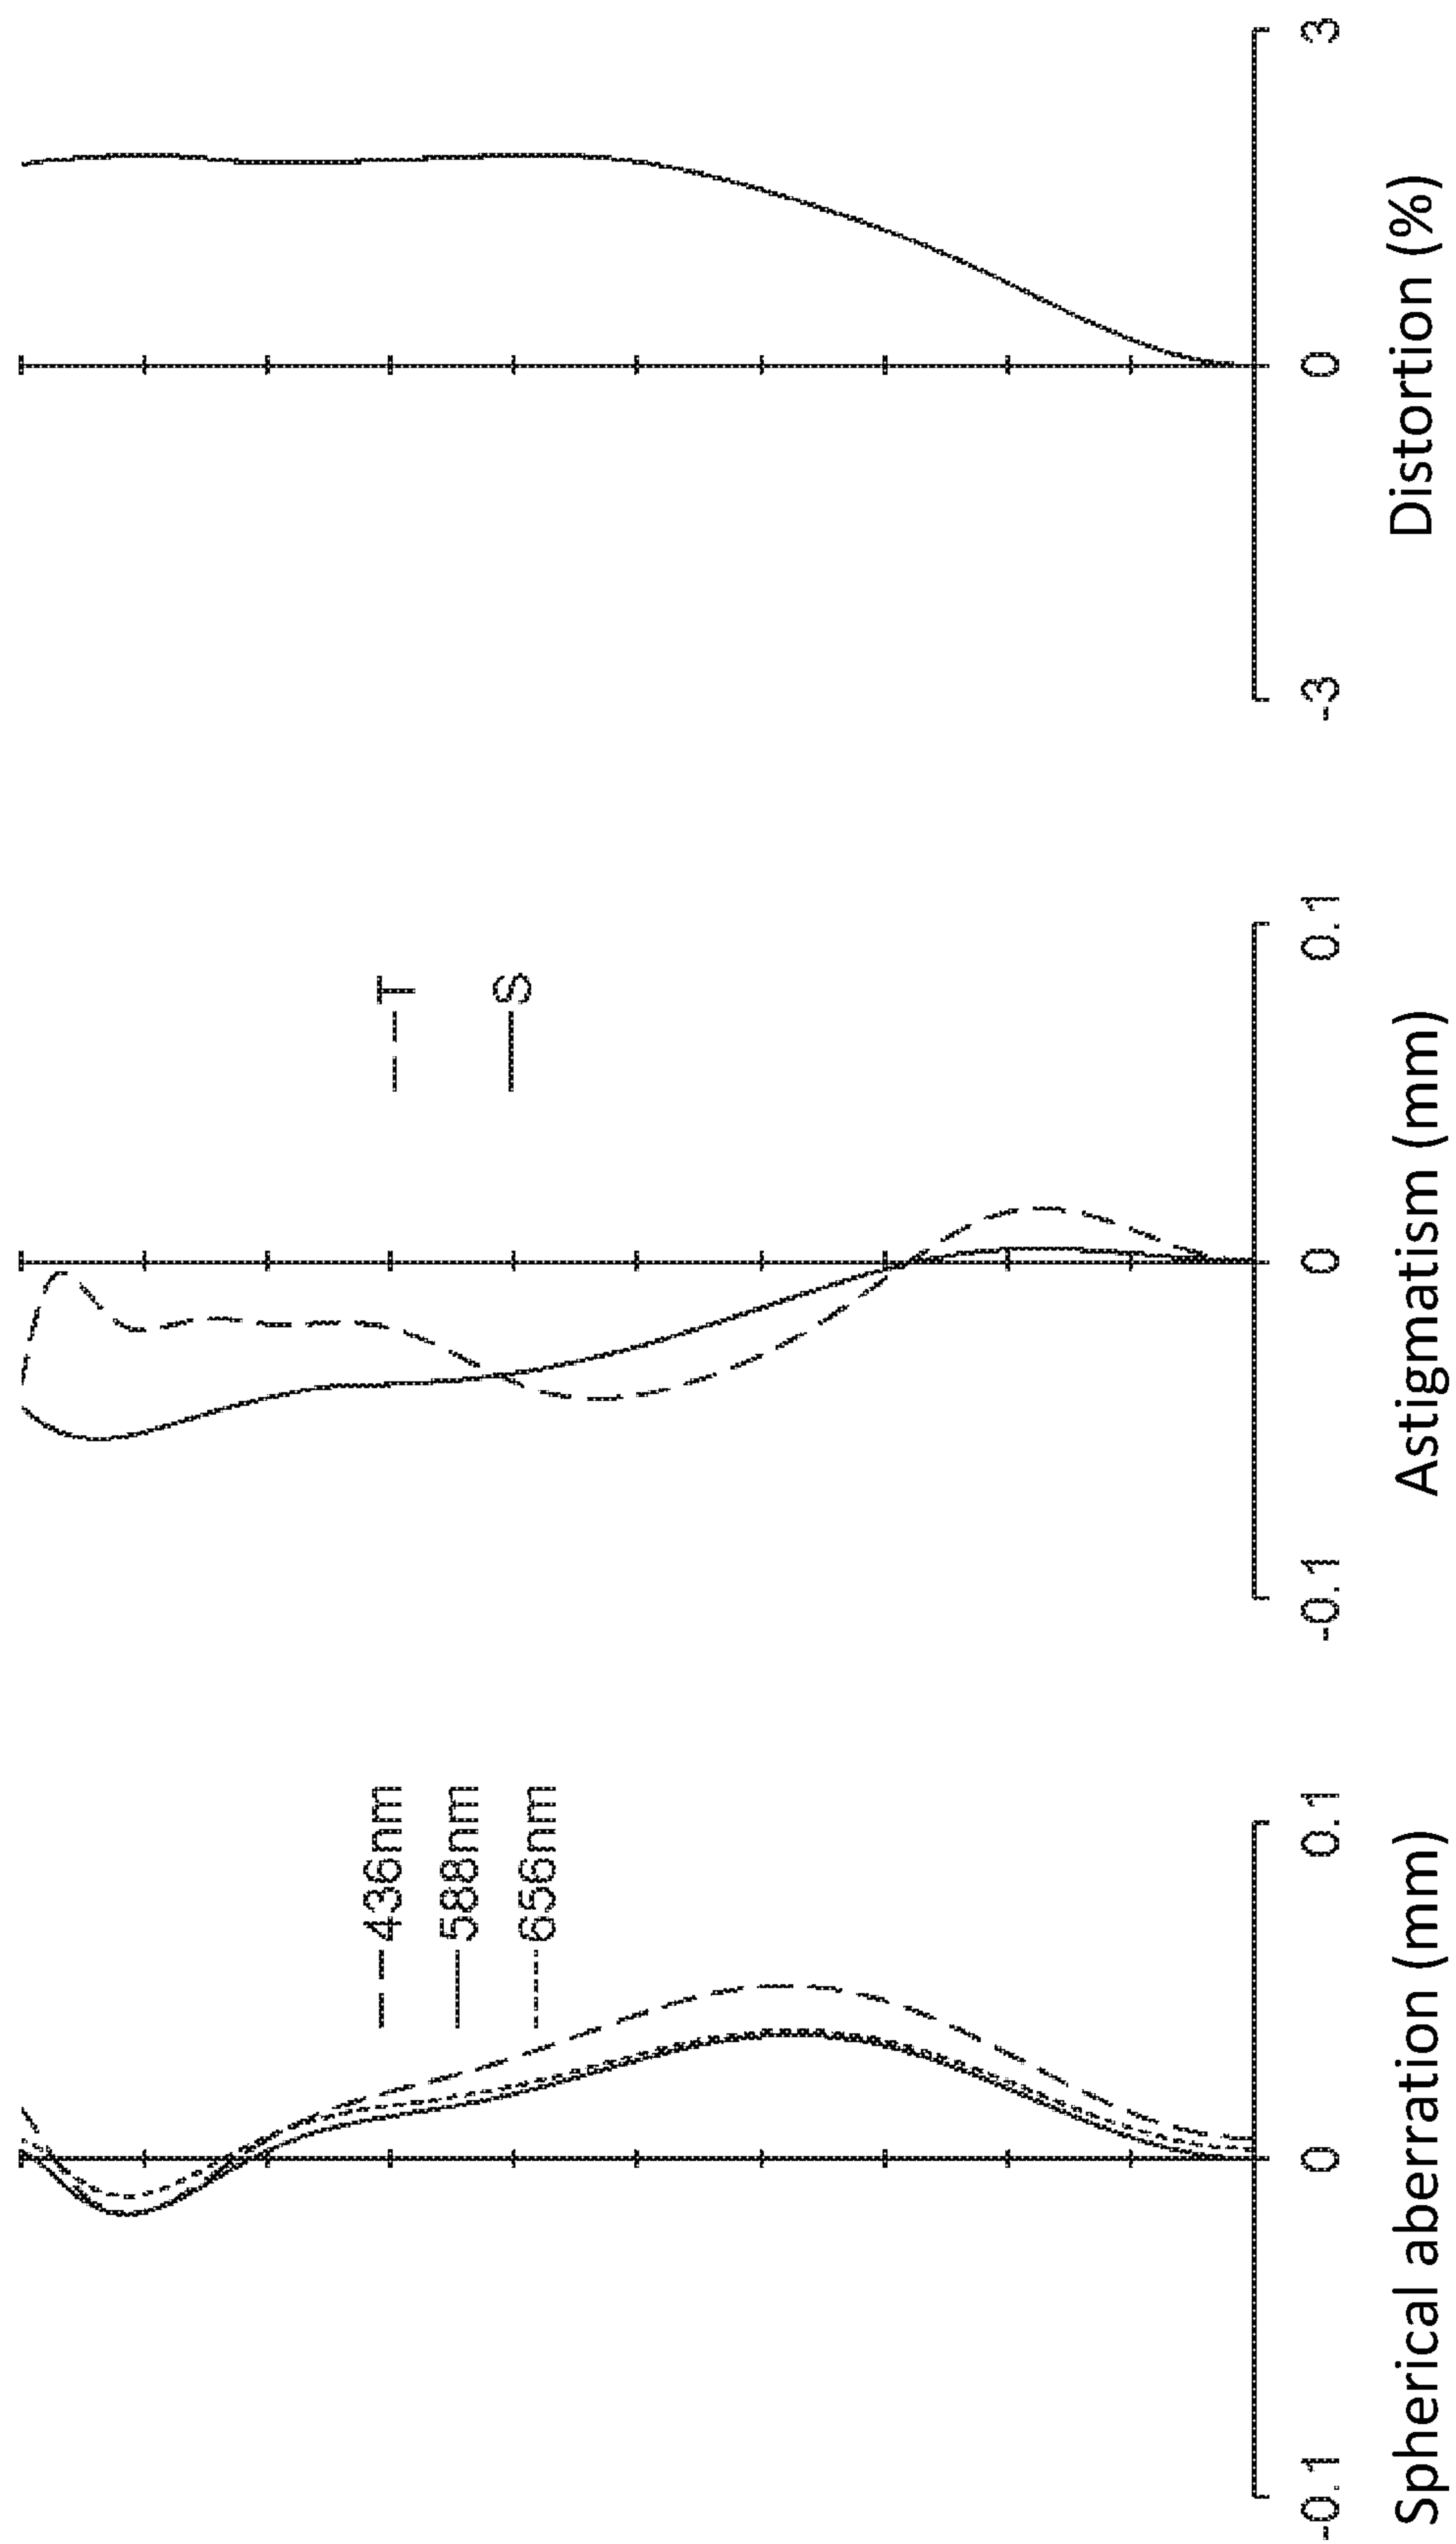 436nm
588nm
656nm
-0.1 0 0.1
Spherical aberration (mm)
T
S
-0.1 0 0.1
Astigmatism (mm)
-3 0 3
Distortion (%)